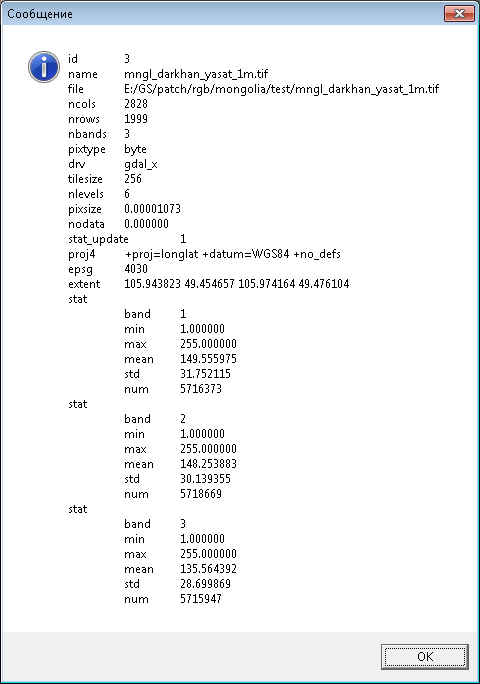 Сообщение
id 3
name mngl_darkhan_yasat_1m.tif
file E:/GS/patch/rgb/mongolia/test/mngl_darkhan_yasat_1m.tif
ncols 2828
nrows 1999
nbands 3
pixtype byte
drv gdal_x
tilesize 256
nlevels 6
pixsize 0.00001073
nodata 0.000000
stat_update 1
proj4 +proj=longlat +datum=WGS84 +no_defs
epsg 4030
extent 105.943823 49.454657 105.974164 49.476104
stat
band 1
min 1.000000
max 255.000000
mean 149.555975
std 31.752115
num 5716373
stat
band 2
min 1.000000
max 255.000000
mean 148.253883
std 30.139355
num 5718669
stat
band 3
min 1.000000
max 255.000000
mean 135.564392
std 28.699869
num 5715947
OK